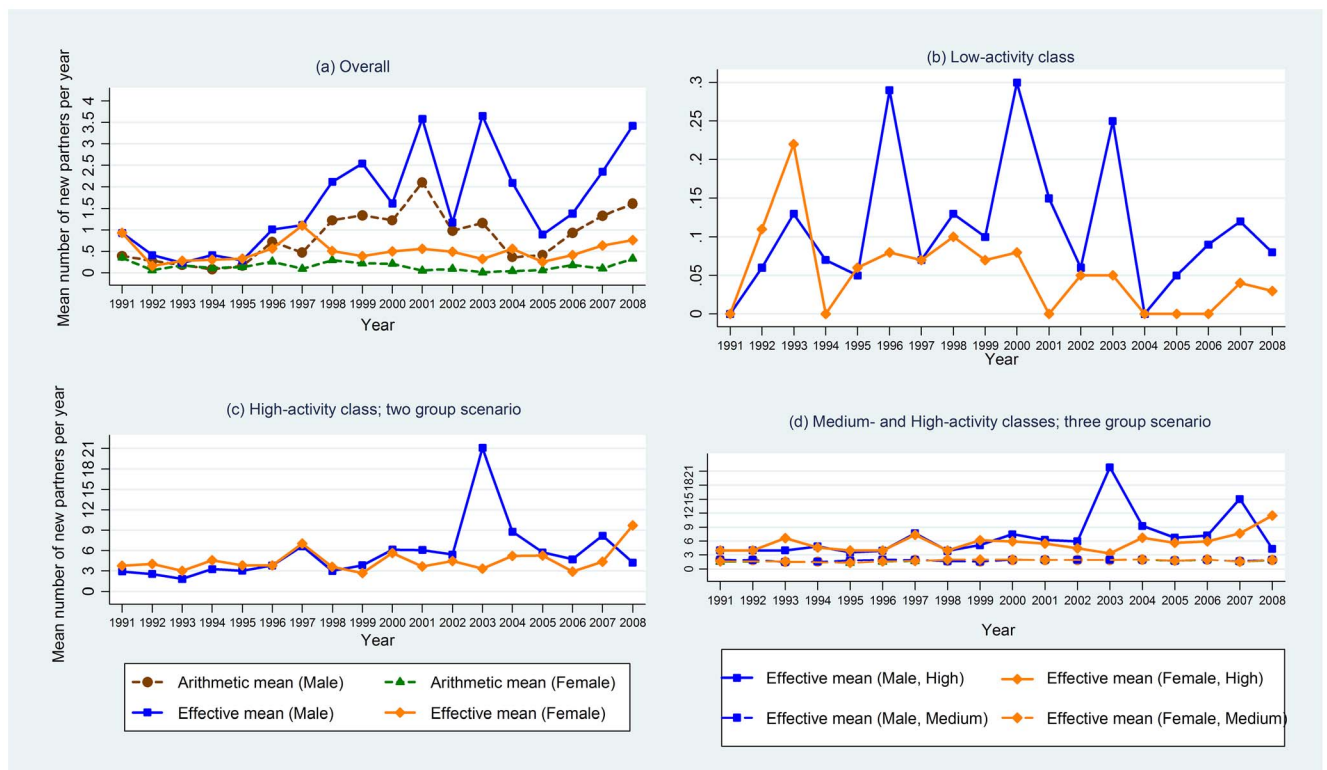 (a) Overall
Mean number of new partners per year
4
3.5
3
2.5
2
1.5
1
.5
0
1991 1992 1993 1994 1995 1996 1997 1998 1999 2000 2001 2002 2003 2004 2005 2006 2007 2008
Year
(b) Low-activity class
.3
.25
.2
.15
.1
.05
0
1991 1992 1993 1994 1995 1996 1997 1998 1999 2000 2001 2002 2003 2004 2005 2006 2007 2008
Year
(c) High-activity class; two group scenario
Mean number of new partners per year
21
18
15
12
9
6
3
0
1991 1992 1993 1994 1995 1996 1997 1998 1999 2000 2001 2002 2003 2004 2005 2006 2007 2008
Year
Arithmetic mean (Male) Arithmetic mean (Female)
Effective mean (Male) Effective mean (Female)
(d) Medium- and High-activity classes; three group scenario
21
18
15
12
9
6
3
0
1991 1992 1993 1994 1995 1996 1997 1998 1999 2000 2001 2002 2003 2004 2005 2006 2007 2008
Year
Effective mean (Male, High) Effective mean (Female, High)
Effective mean (Male, Medium) Effective mean (Female, Medium)